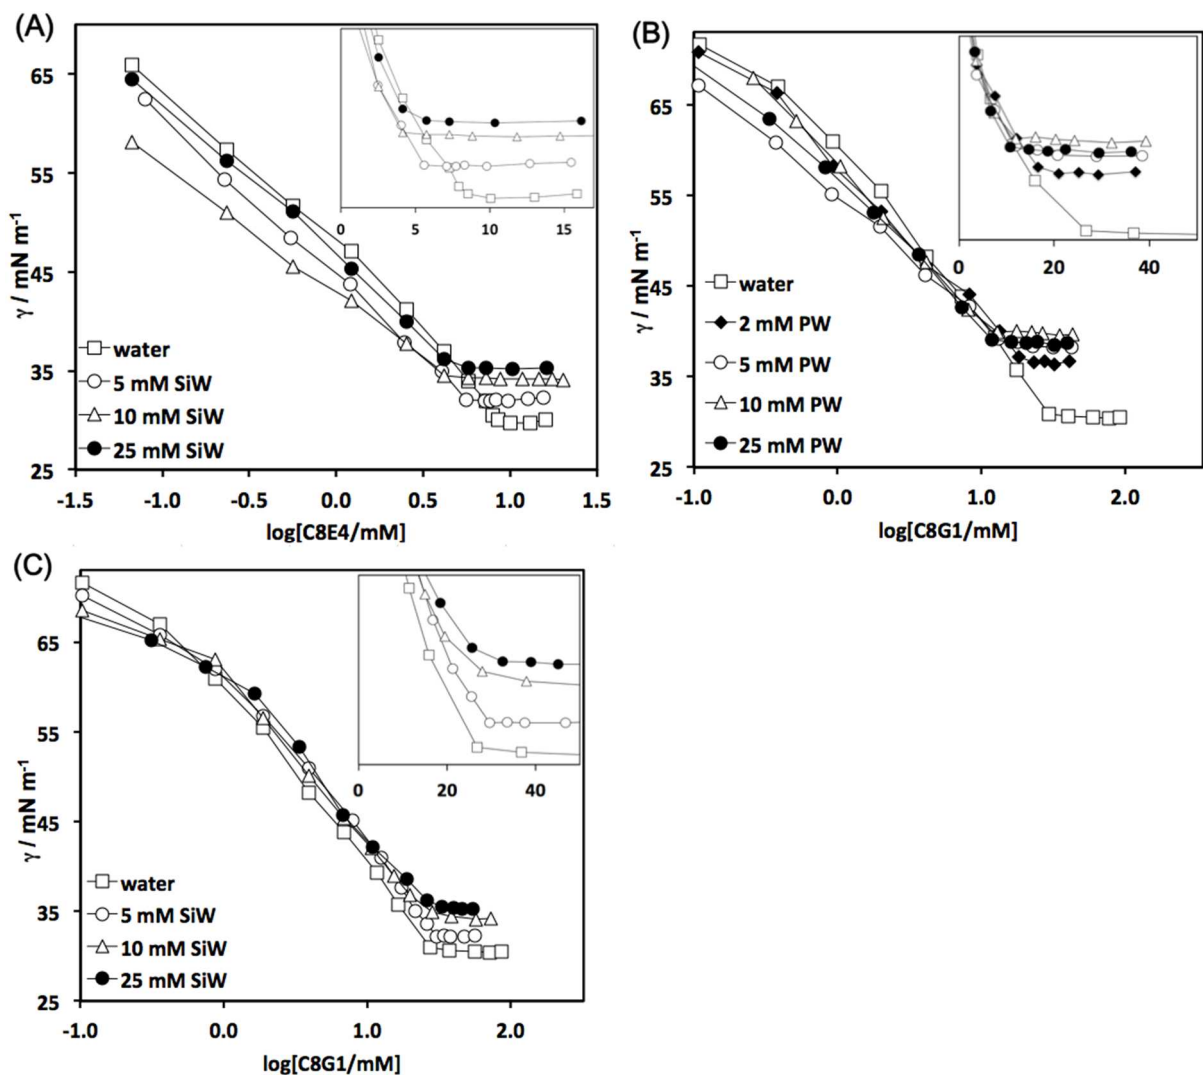 (A)
65
55
45
35
25
γ / mN m-1
-1.5
-1.0
-0.5
0.0
0.5
1.0
1.5
log[C8E4/mM]
water
5 mM SiW
10 mM SiW
25 mM SiW
0
5
10
15
(B)
65
55
45
35
25
γ / mN m-1
-1.0
0.0
1.0
2.0
log[C8G1/mM]
water
2 mM PW
5 mM PW
10 mM PW
25 mM PW
0
20
40
(C)
65
55
45
35
25
γ / mN m-1
-1.0
0.0
1.0
2.0
log[C8G1/mM]
water
5 mM SiW
10 mM SiW
25 mM SiW
0
20
40